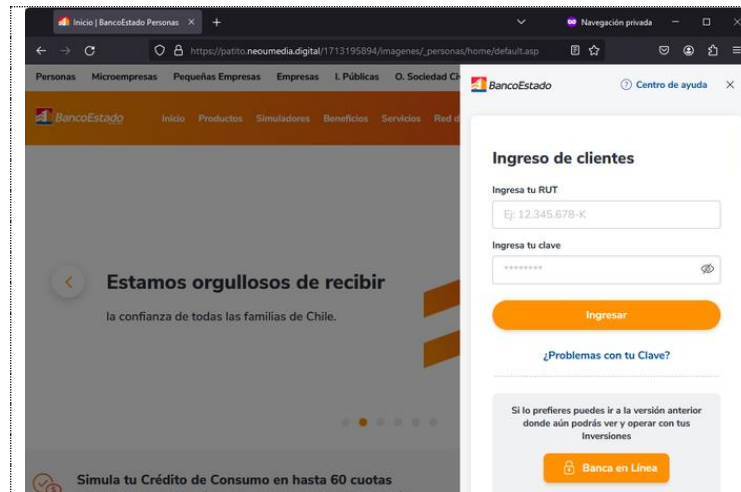 Inicio | BancoEstado Personas
Navegación privada
https://patito.neoumedia.digital/1713195894/imagenes/_personas/home/default.asp
Personas Microempresas Pequeñas Empresas Empresas I. Públicas O. Sociedad
BancoEstado
Centro de ayuda
BancoEstado Inicio Productos Simuladores Beneficios Servicios Red
Ingreso de clientes
Ingresa tu RUT
Ej: 12.345.678-K
Ingresa tu clave
********
Estamos orgullosos de recibir
la confianza de todas las familias de Chile.
Ingresar
¿Problemas con tu Clave?
Si lo prefieres puedes ir a la versión anterior
donde aún podrás ver y operar con tus
Inversiones
Banca en Línea
Simula tu Crédito de Consumo en hasta 60 cuotas